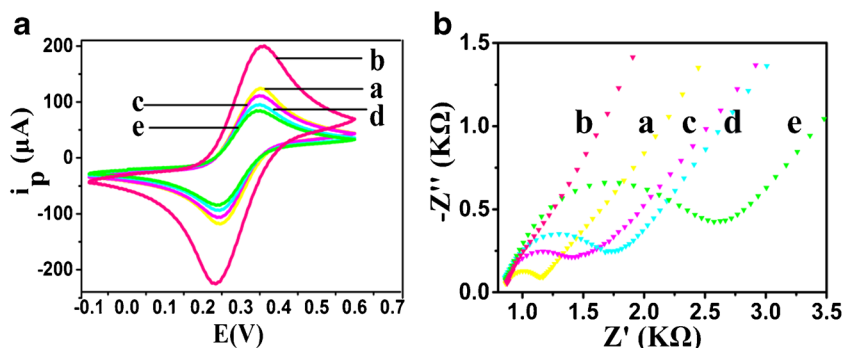 a
200
100
0
-100
-200
i p (µA)
b
a
c
d
e
-0.1 0.0 0.1 0.2 0.3 0.4 0.5 0.6 0.7
E(V)
b
1.5
1.0
0.5
0.0
-Z'' (KΩ)
b a c d e
1.0 1.5 2.0 2.5 3.0 3.5
Z' (KΩ)